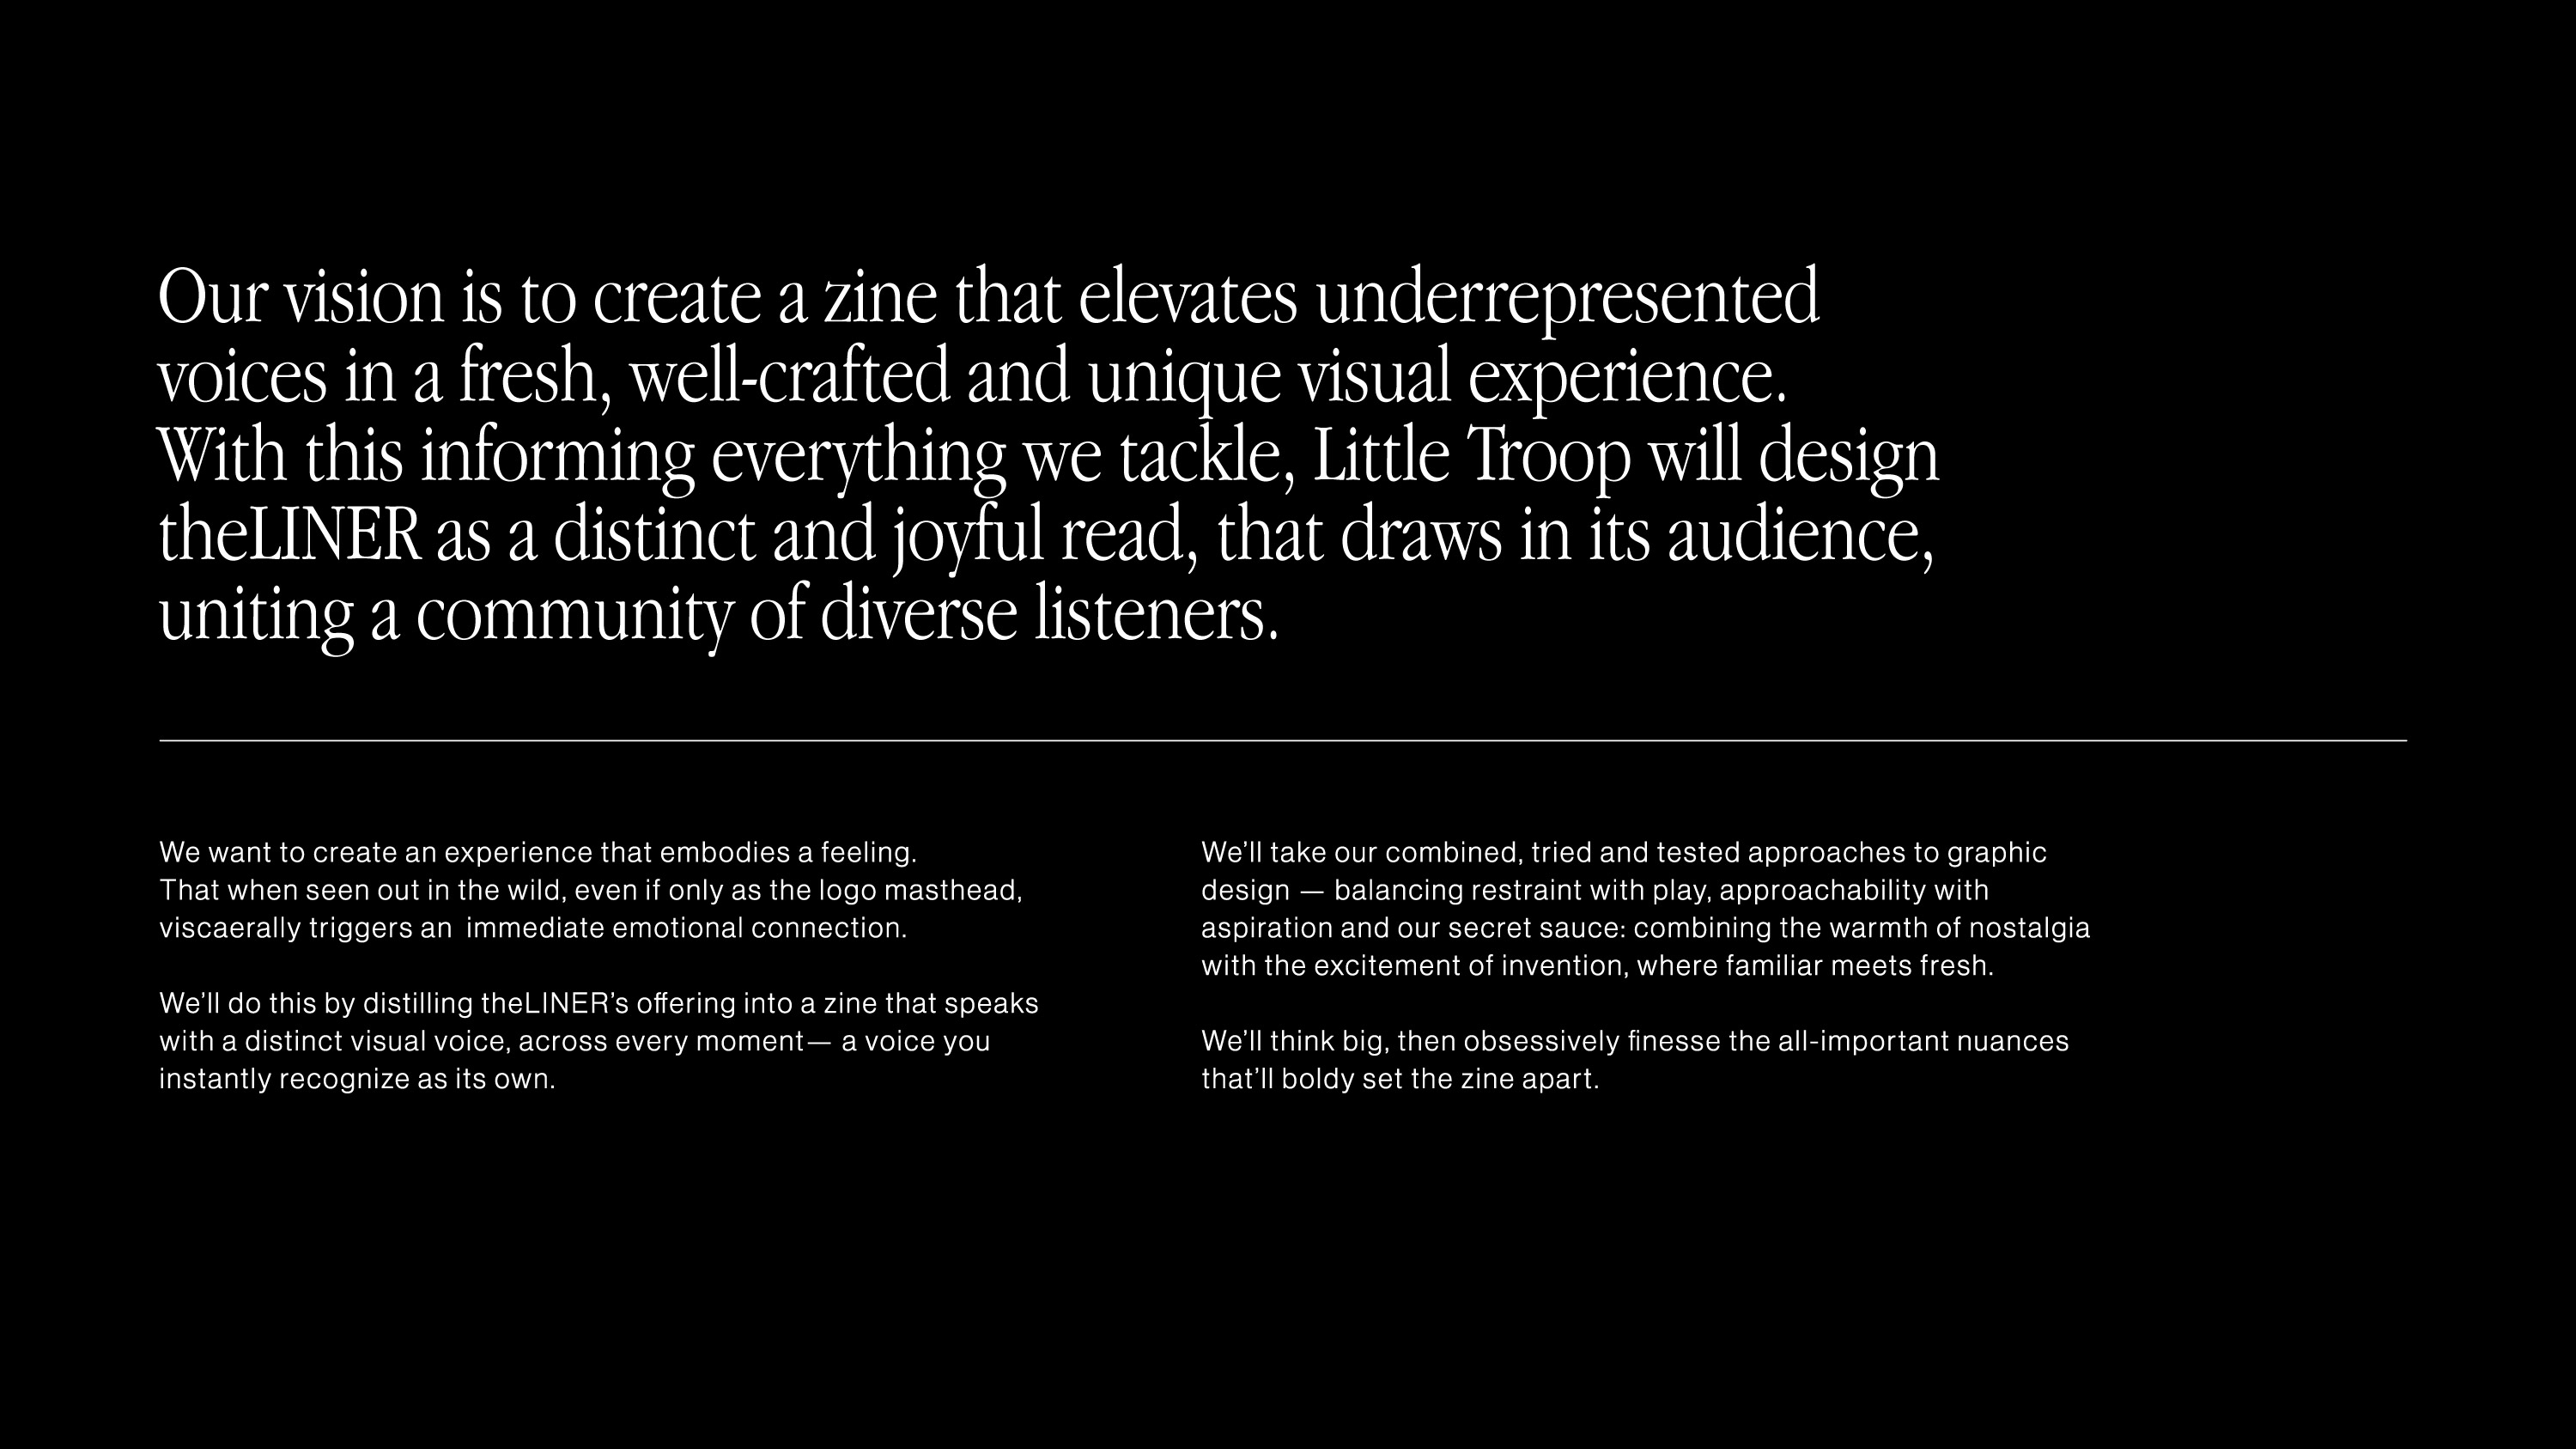 Our vision is to create a zine that elevates underrepresented
voices in a fresh, well-crafted and unique visual experience.
With this informing everything we tackle, Little Troop will design
theLINER as a distinct and joyful read, that draws in its audience,
uniting a community of diverse listeners.
We want to create an experience that embodies a feeling.
That when seen out in the wild, even if only as the logo masthead,
viscaerally triggers an  immediate emotional connection.
We’ll do this by distilling theLINER’s offering into a zine that speaks
with a distinct visual voice, across every moment— a voice you
instantly recognize as its own.
We’ll take our combined, tried and tested approaches to graphic
design — balancing restraint with play, approachability with
aspiration and our secret sauce: combining the warmth of nostalgia
with the excitement of invention, where familiar meets fresh.
We’ll think big, then obsessively finesse the all-important nuances
that’ll boldy set the zine apart.